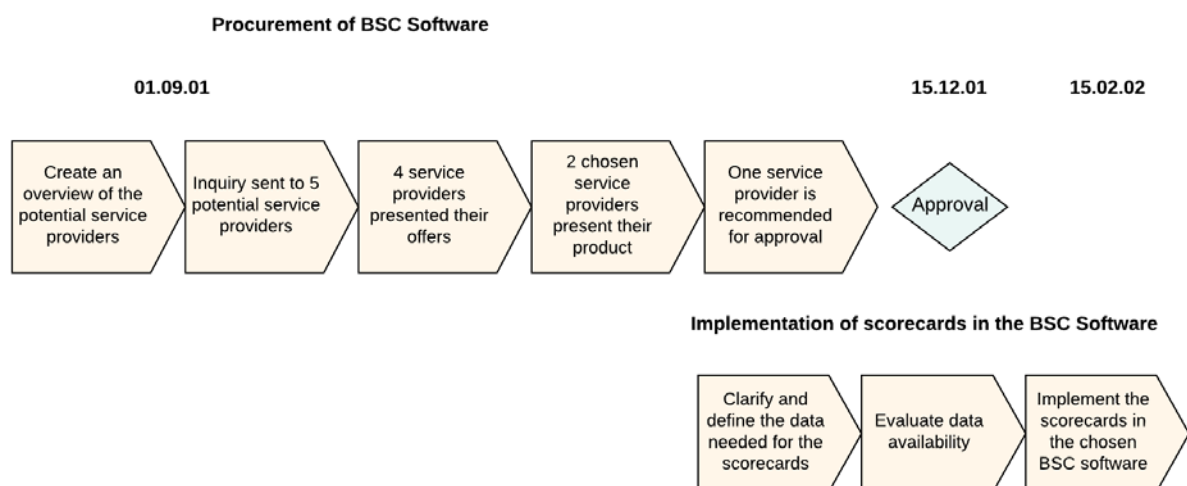 Procurement of BSC Software
01.09.01
15.12.01
15.02.02
Create an
overview of the
potential service
providers
Inquiry sent to 5
potential service
providers
4 service
providers
presented their
offers
2 chosen
service
providers
present their
product
One service
provider is
recommended
for approval
Approval
Implementation of scorecards in the BSC Software
Clarify and
define the data
needed for the
scorecards
Evaluate data
availability
Implement the
scorecards in
the chosen
BSC software